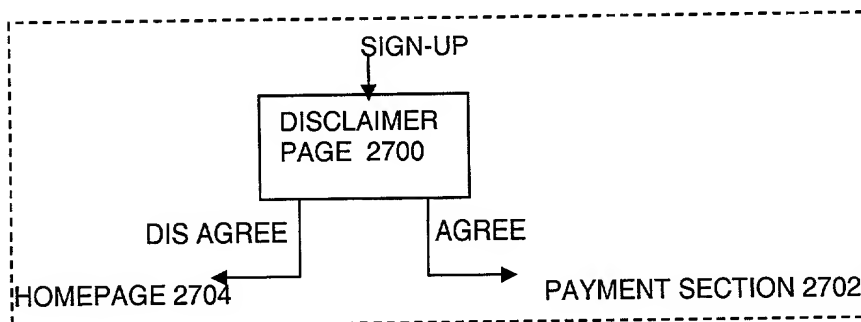 SIGN-UP
DISCLAIMER
PAGE 2700
DIS AGREE
AGREE
HOMEPAGE 2704
PAYMENT SECTION 2702